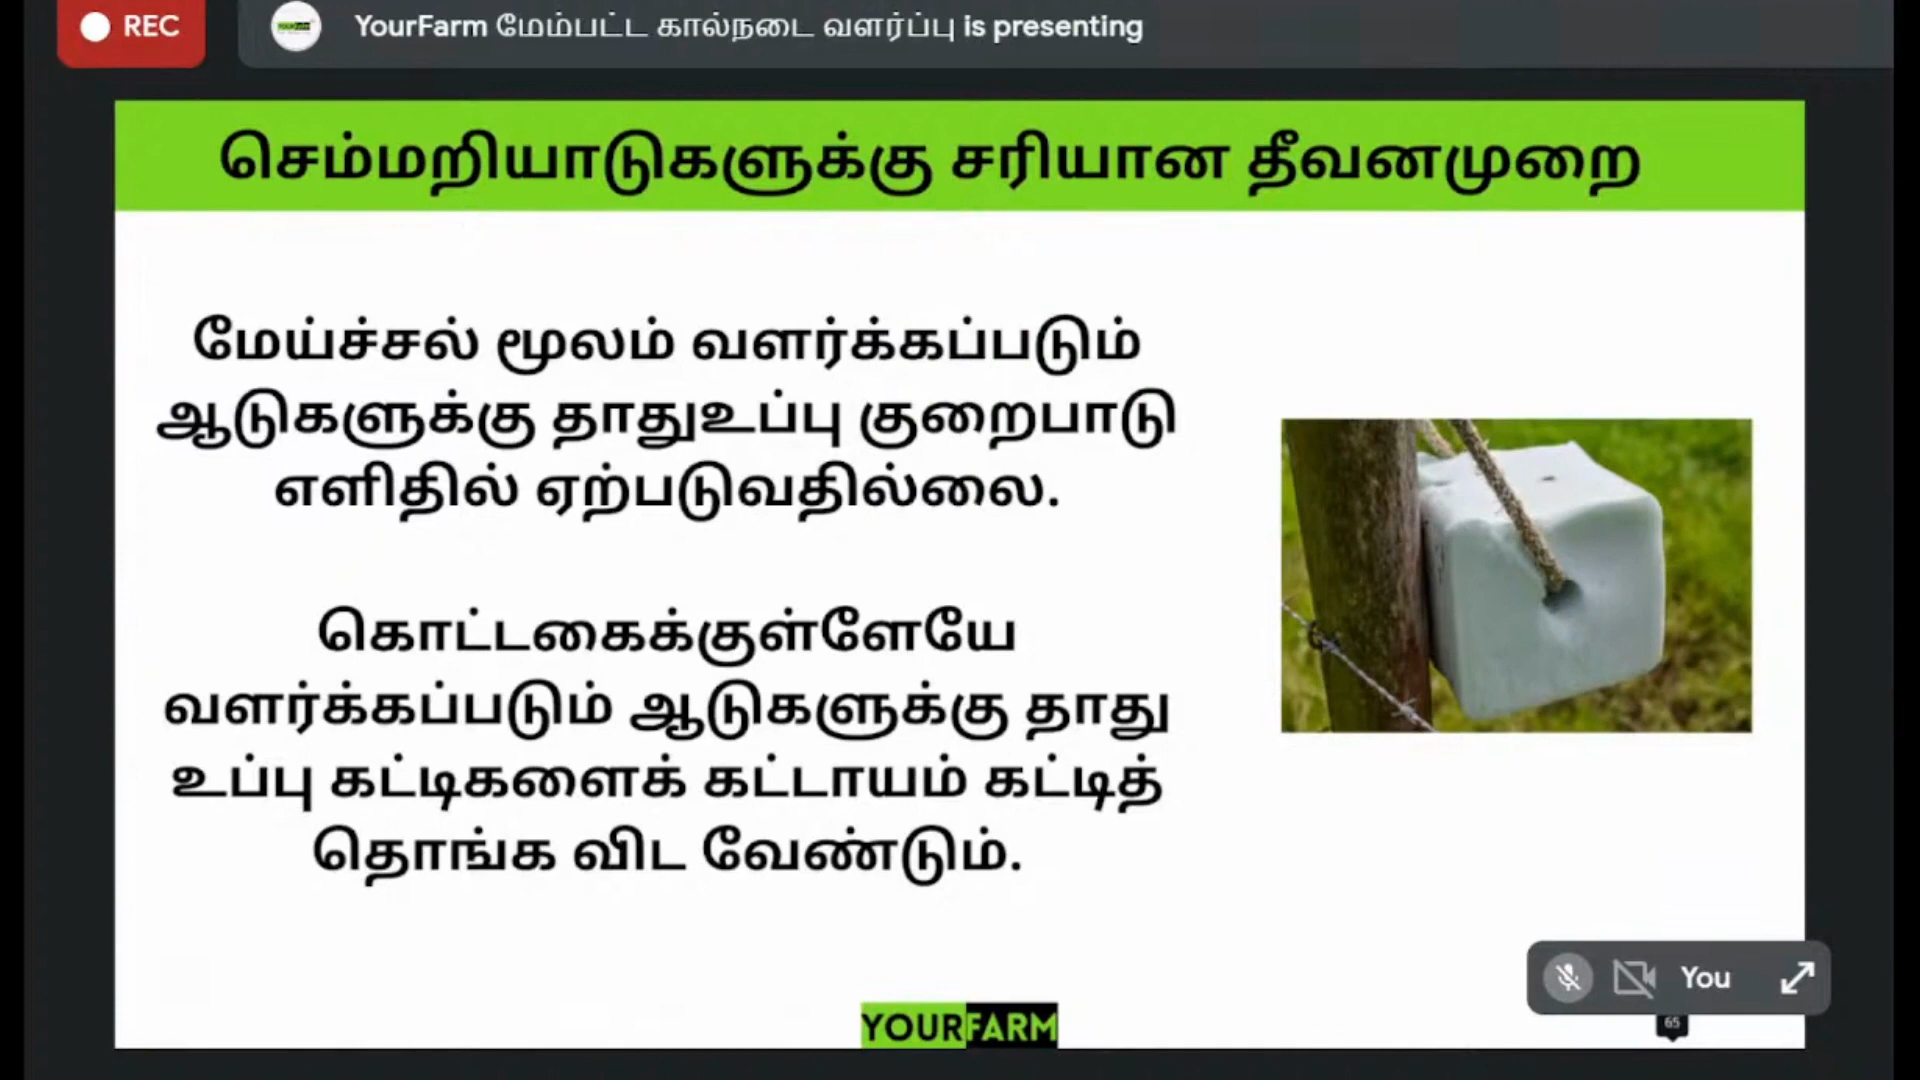 REC
YourFarm மேம்பட்ட கால்நடை வளர்ப்பு is presenting
செம்மறியாடுகளுக்கு சரியான தீவனமுறை
மேய்ச்சல் மூலம் வளர்க்கப்படும்
ஆடுகளுக்கு தாதுஉப்பு குறைபாடு
எளிதில் ஏற்படுவதில்லை.
கொட்டகைக்குள்ளேயே
வளர்க்கப்படும் ஆடுகளுக்கு தாது
உப்பு கட்டிகளைக் கட்டாயம் கட்டித்
தொங்க விட வேண்டும்.
You
YOURFARM
65